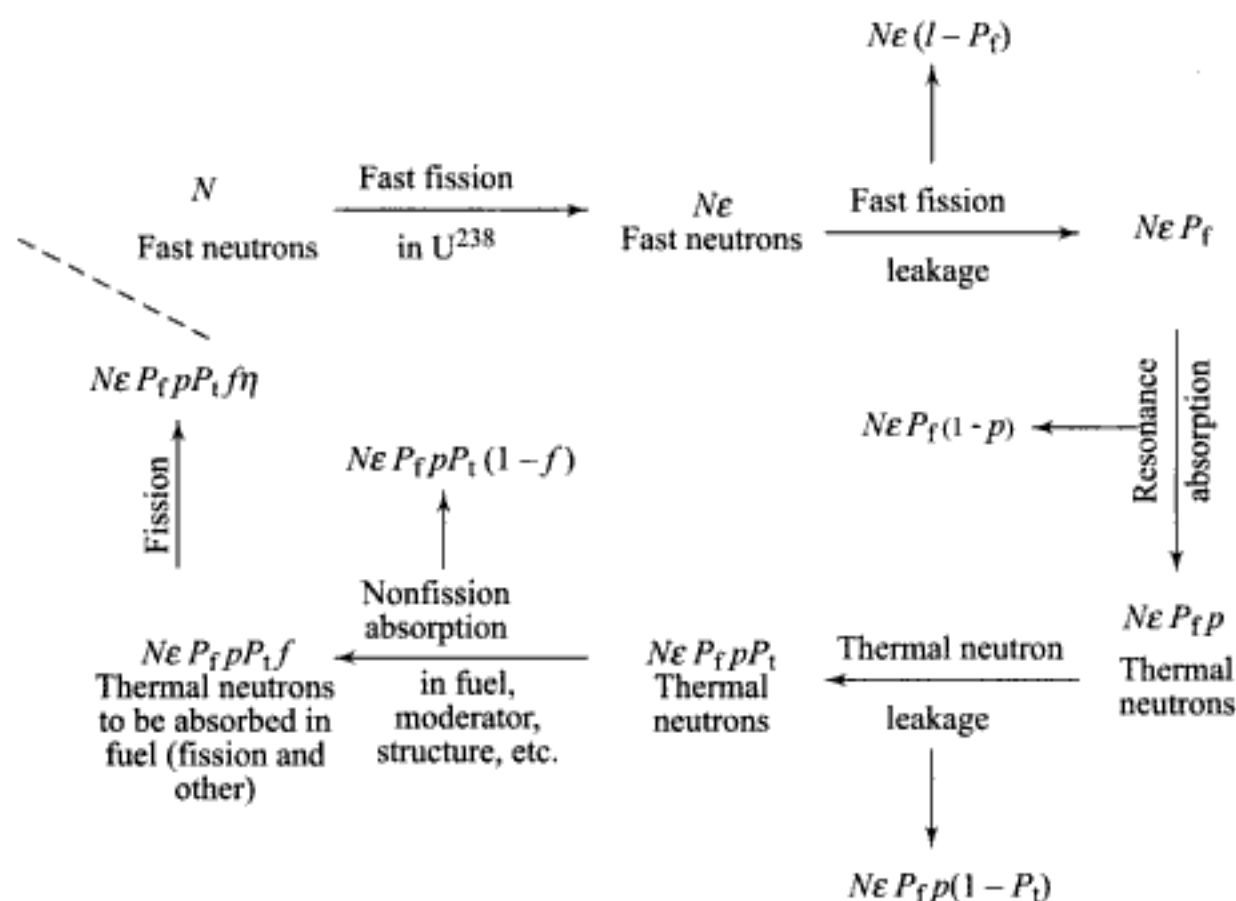 Nε (l – P_f)
N
Fast neutrons
Fast fission
in U^238
Nε
Fast neutrons
Fast fission
leakage
Nε P_f
Resonance
absorption
Nε P_f (1 - p)
Nε P_f p
Thermal
neutrons
Thermal neutron
leakage
Nε P_f p(1 – P_t)
Nε P_f pP_t
Thermal
neutrons
Nonfission
absorption
in fuel,
moderator,
structure, etc.
Nε P_f pP_t (1 – f)
Nε P_f pP_t f
Thermal neutrons
to be absorbed in
fuel (fission and
other)
Fission
Nε P_f pP_t fη